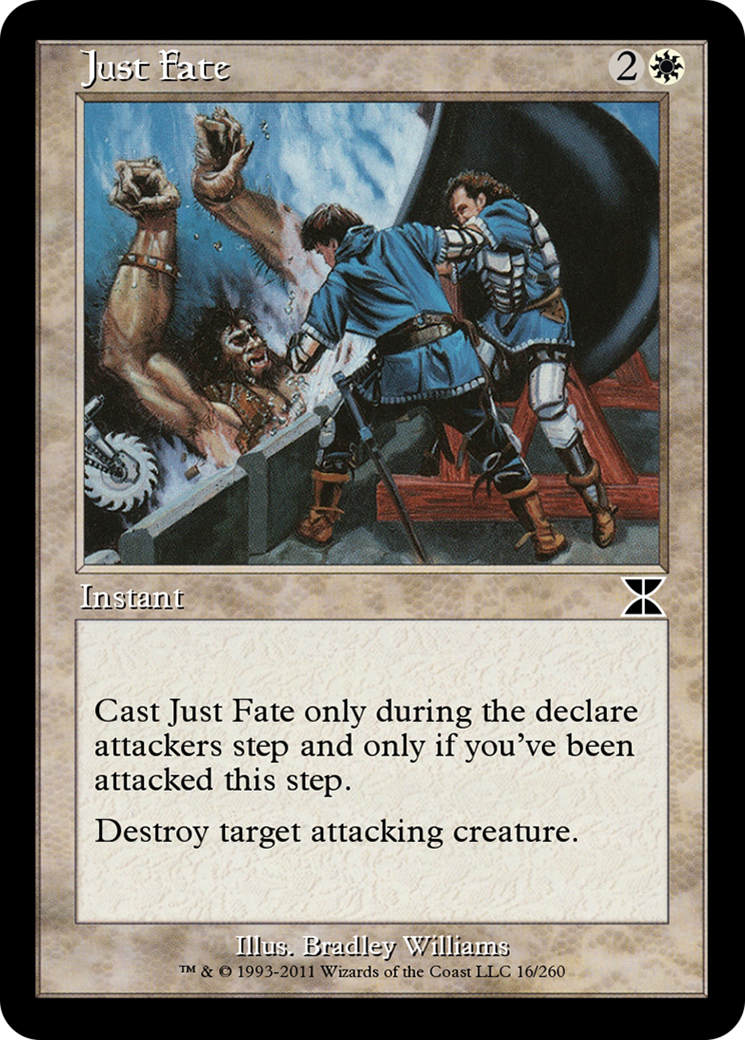 Just Fate 2
Instant
Cast Just Fate only during the declare
attackers step and only if you've been
attacked this step.
Destroy target attacking creature.
Illus. Bradley Williams
™ & © 1993-2011 Wizards of the Coast LLC 16/260